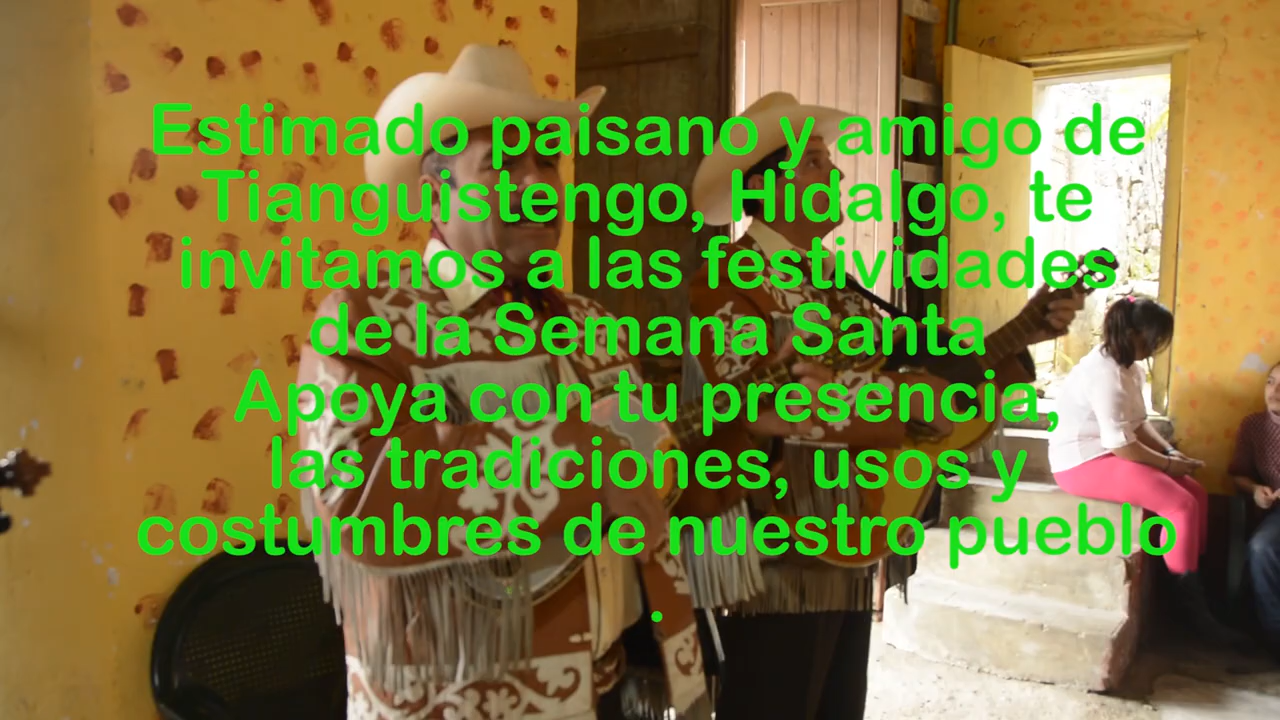 Estimado paisano y amigo de
Tianguistengo, Hidalgo, te
invitamos a las festividades
de la Semana Santa
Apoya con tu presencia,
las tradiciones, usos y
costumbres de nuestro pueblo
.